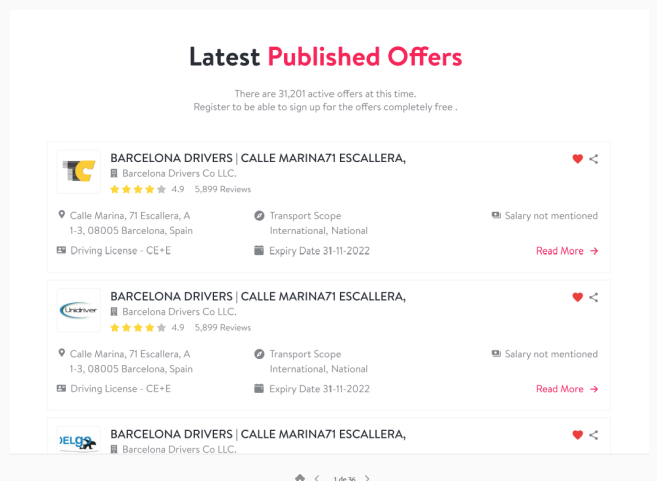 Latest Published Offers
There are 31,201 active offers at this time.
Register to be able to sign up for the offers completely free .
TC
BARCELONA DRIVERS | CALLE MARINA71 ESCALLERA,
Barcelona Drivers Co LLC.
4.9 5,899 Reviews
Calle Marina, 71 Escallera, A
1-3, 08005 Barcelona, Spain
Transport Scope
International, National
Salary not mentioned
Driving License - CE+E
Expiry Date 31-11-2022
Read More
Unidriver
BARCELONA DRIVERS | CALLE MARINA71 ESCALLERA,
Barcelona Drivers Co LLC.
4.9 5,899 Reviews
Calle Marina, 71 Escallera, A
1-3, 08005 Barcelona, Spain
Transport Scope
International, National
Salary not mentioned
Driving License - CE+E
Expiry Date 31-11-2022
Read More
BARCELONA DRIVERS | CALLE MARINA71 ESCALLERA,
Barcelona Drivers Co LLC.
1 de 36